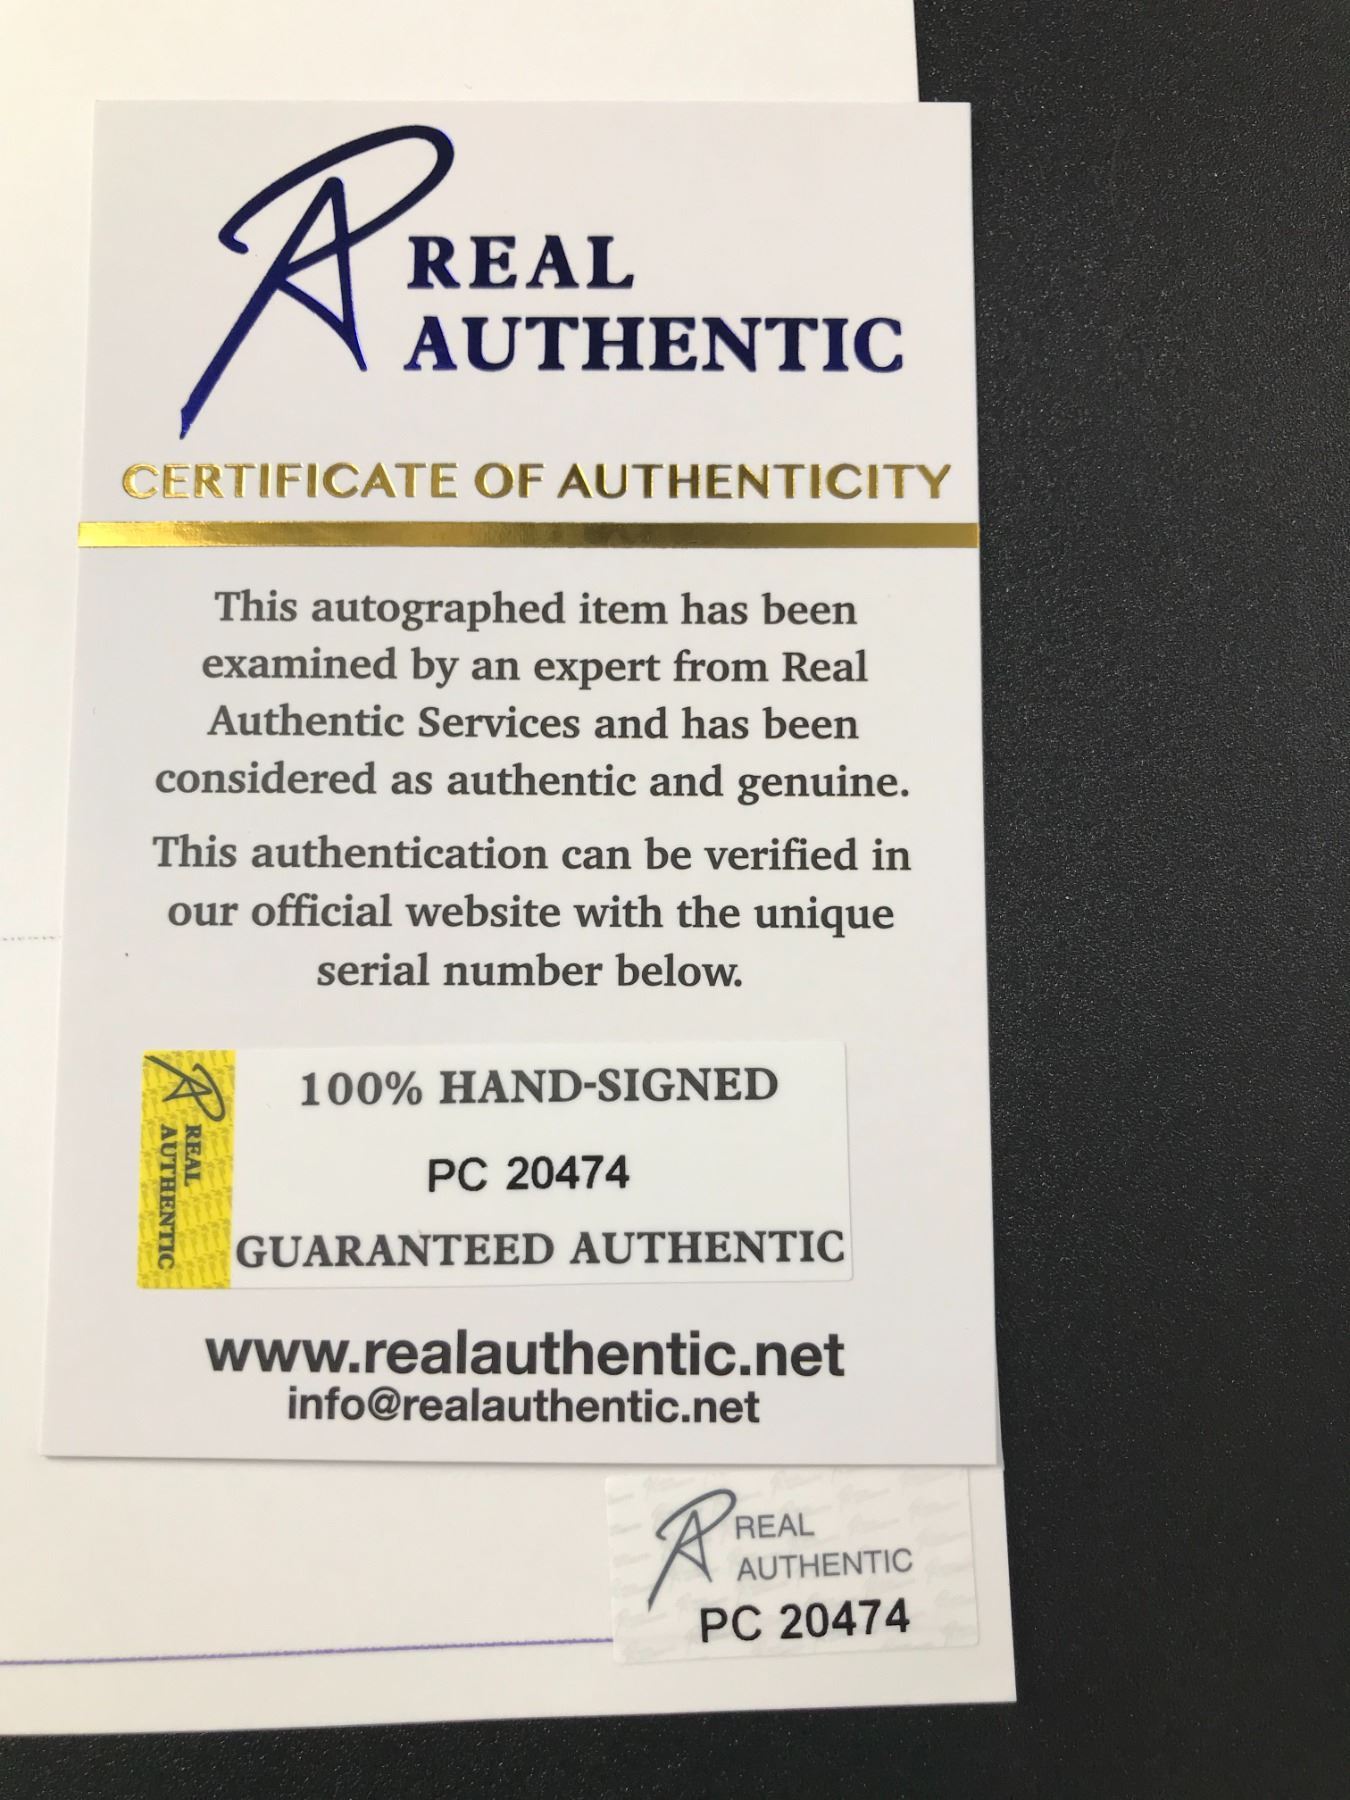 REAL
AUTHENTIC
CERTIFICATE OF AUTHENTICITY
This autographed item has been
examined by an expert from Real
Authentic Services and has been
considered as authentic and genuine.
This authentication can be verified in
our official website with the unique
serial number below.
REAL
AUTHENTIC
100% HAND-SIGNED
PC 20474
GUARANTEED AUTHENTIC
www.realauthentic.net
info@realauthentic.net
REAL
AUTHENTIC
PC 20474